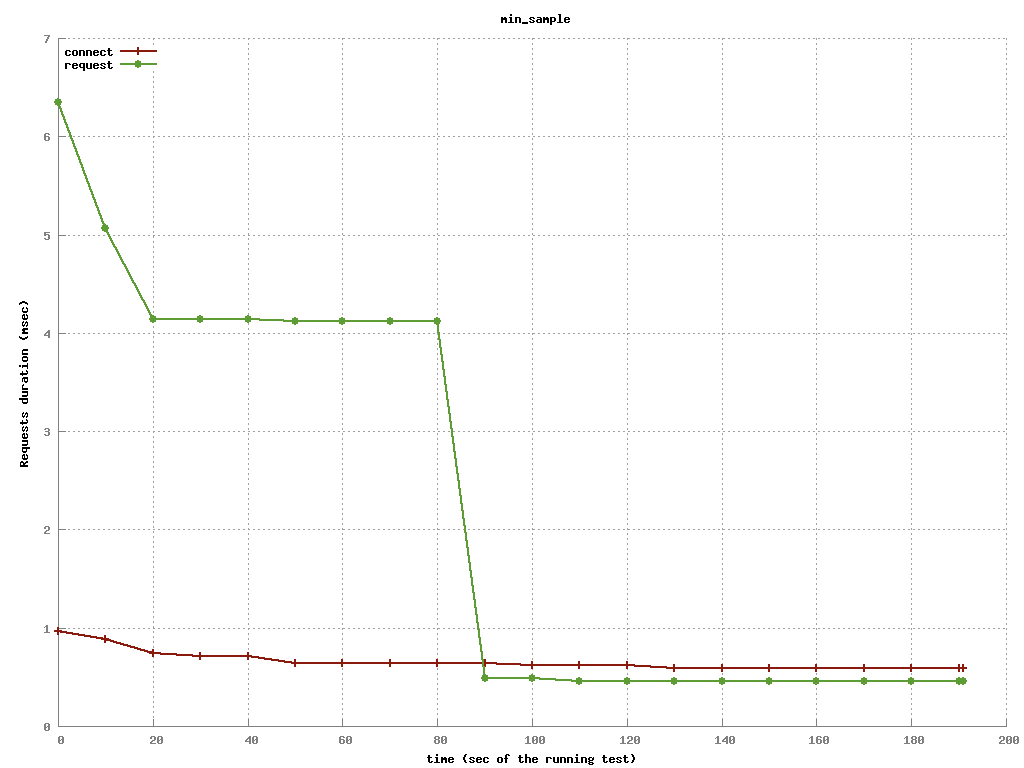 min_sample
connect
request
7
6
5
4
3
2
1
0
Requests duration (msec)
0 20 40 60 80 100 120 140 160 180 200
time (sec of the running test)